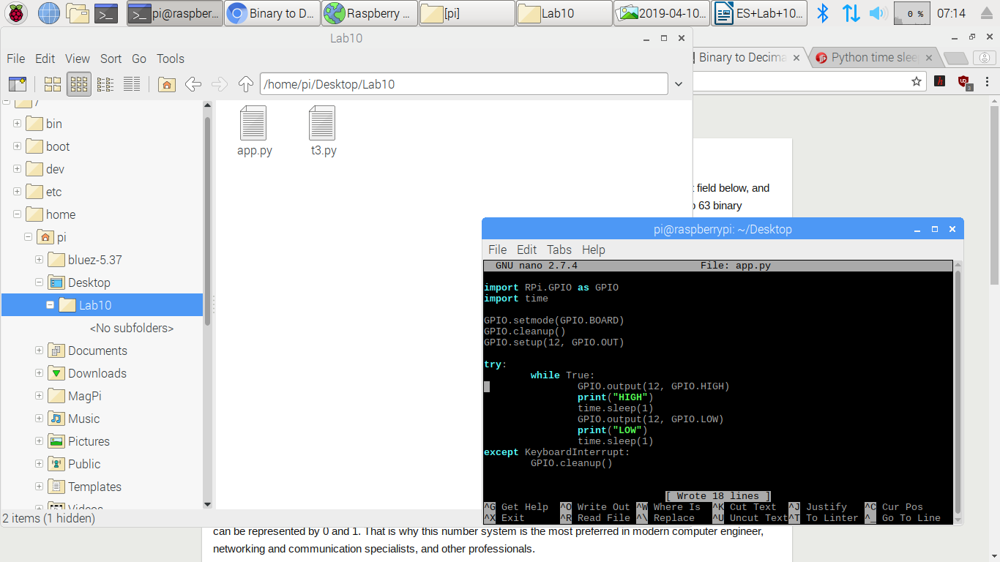 pi@raspber...
Binary to D...
Raspberry ...
[pi]
Lab10
2019-04-10...
ES+Lab+10...
0 %
07:14
Lab10
File Edit View Sort Go Tools
/home/pi/Desktop/Lab10
Binary to Decima
Python time slee
3
/
bin
boot
dev
etc
home
pi
bluez-5.37
Desktop
Lab10
<No subfolders>
Documents
Downloads
MagPi
Music
Pictures
Public
Templates
Videos
app.py
t3.py
2 items (1 hidden)
field below, and
63 binary
pi@raspberrypi: ~/Desktop
File Edit Tabs Help
GNU nano 2.7.4 File: app.py
import RPi.GPIO as GPIO
import time
GPIO.setmode(GPIO.BOARD)
GPIO.cleanup()
GPIO.setup(12, GPIO.OUT)
try:
while True:
GPIO.output(12, GPIO.HIGH)
print("HIGH")
time.sleep(1)
GPIO.output(12, GPIO.LOW)
print("LOW")
time.sleep(1)
except KeyboardInterrupt:
GPIO.cleanup()
[ Wrote 18 lines ]
^G Get Help ^O Write Out ^W Where Is ^K Cut Text ^J Justify ^C Cur Pos
^X Exit ^R Read File ^\ Replace ^U Uncut Text ^T To Linter ^_ Go To Line
can be represented by 0 and 1. That is why this number system is the most preferred in modern computer engineer,
networking and communication specialists, and other professionals.